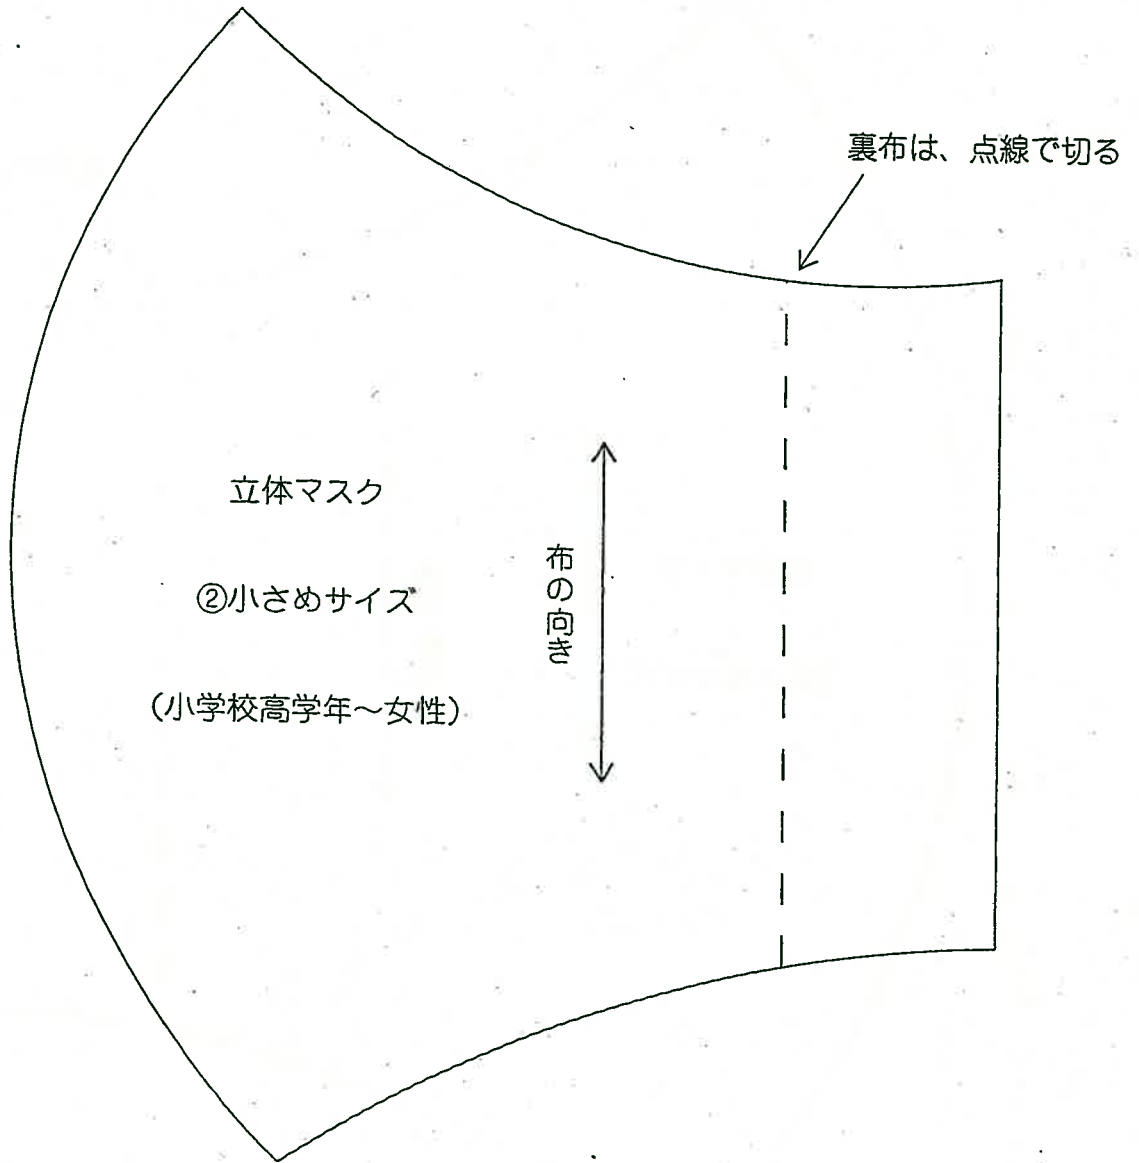 裏布は、点線で切る
立体マスク
②小さめサイズ
(小学校高学年~女性)
布の向き